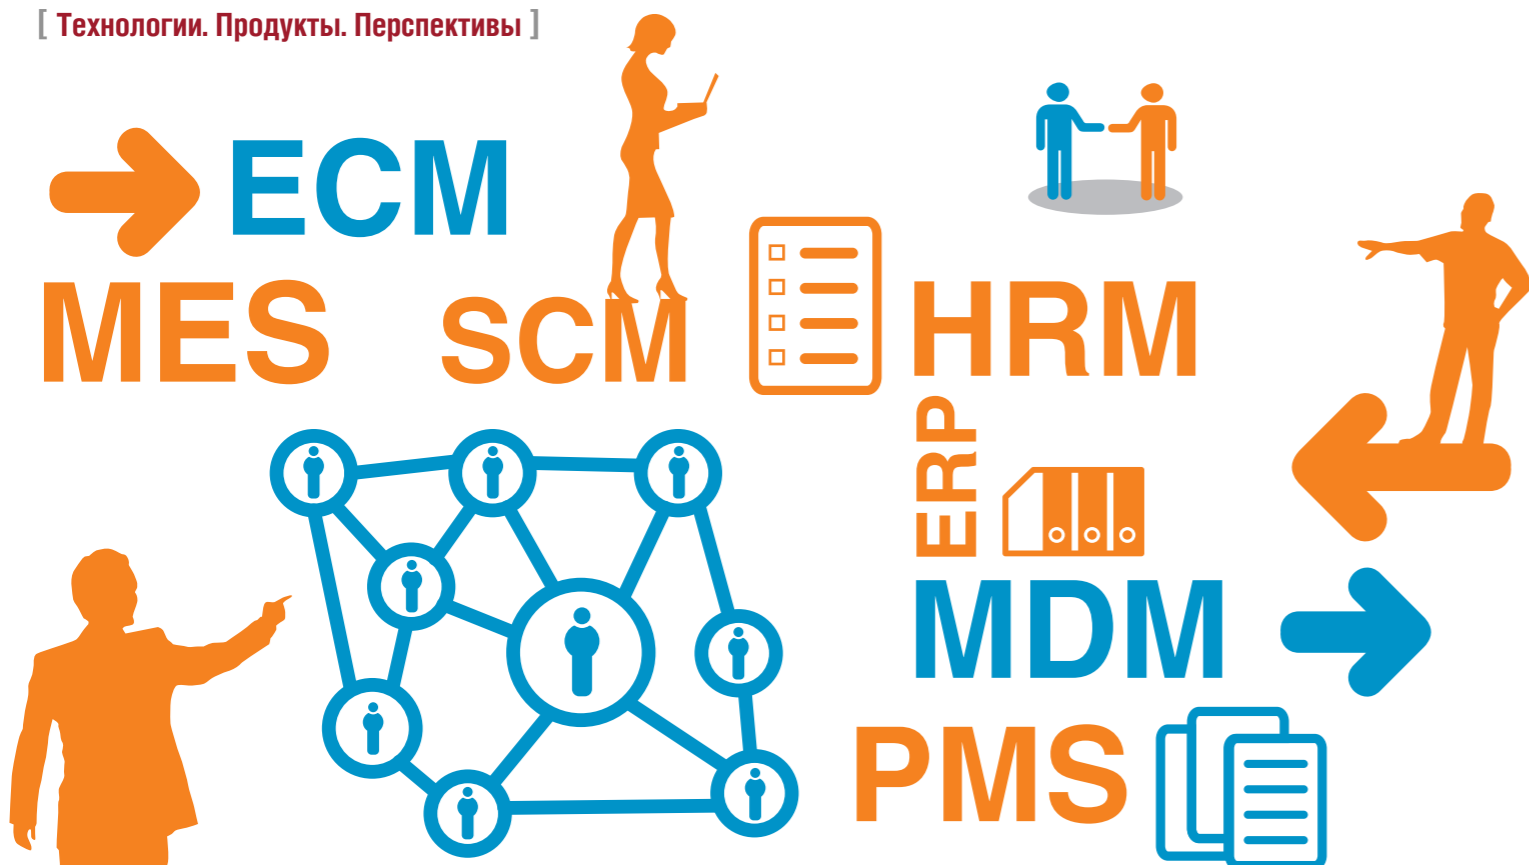 [ Технологии. Продукты. Перспективы ]
ECM
MES
SCM
HRM
ERP
MDM
PMS